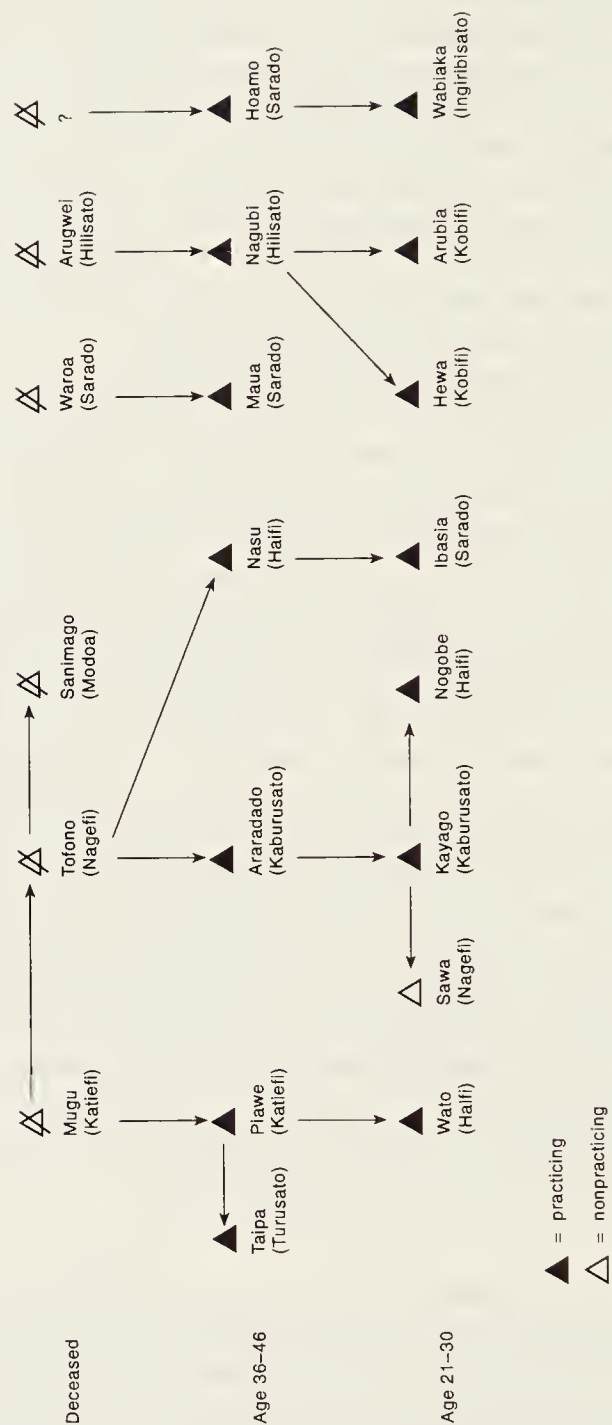 Deceased
Mugu
(Katiefi)
Tofono
(Nagefi)
Sanimago
(Modoa)
Waroa
(Sarado)
Arugwei
(Hilisato)
?
Age 36–46
Taipa
(Turusato)
Piawe
(Katiefi)
Araradado
(Kaburusato)
Nasu
(Haifi)
Maua
(Sarado)
Nagubi
(Hilisato)
Hoamo
(Sarado)
Age 21–30
Wato
(Haifi)
Sawa
(Nagefi)
Kayago
(Kaburusato)
Nogobe
(Haifi)
Ibasia
(Sarado)
Hewa
(Kobifi)
Arubia
(Kobifi)
Wabiaka
(Ingiribisato)
= practicing
= nonpracticing